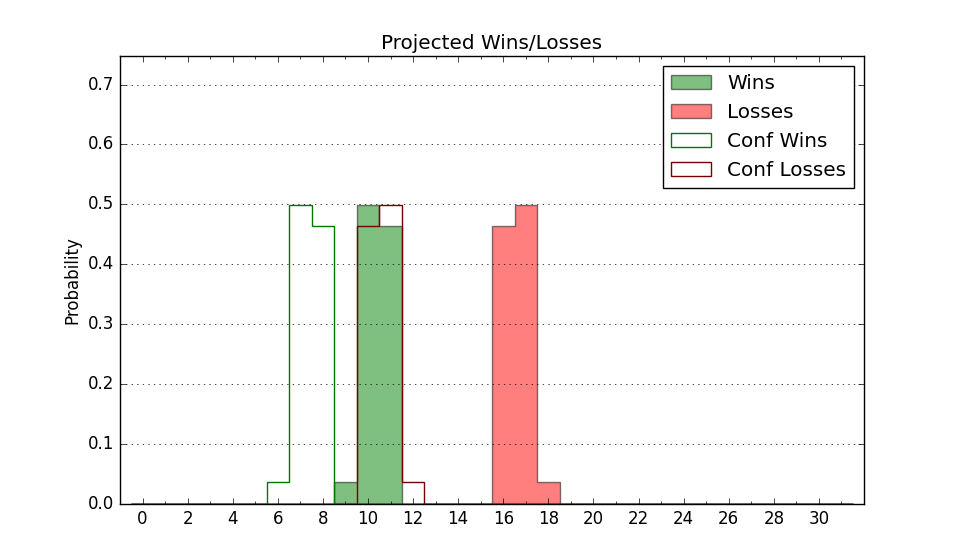 Projected Wins/Losses
0.7
0.6
0.5
0.4
0.3
0.2
0.1
0.0
Probability
Wins
Losses
Conf Wins
Conf Losses
0 2 4 6 8 10 12 14 16 18 20 22 24 26 28 30